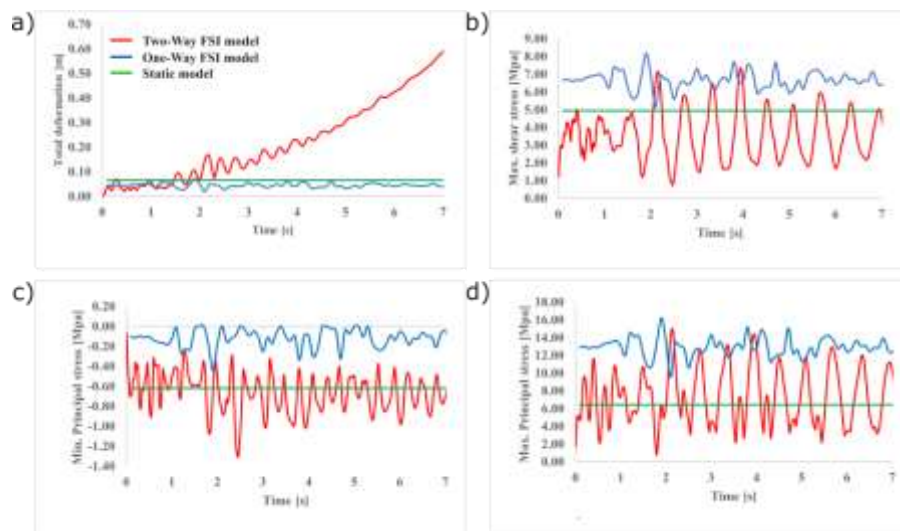 a)
0.70
0.60
0.50
0.40
0.30
0.20
0.10
0.00
Total deformation [m]
Two-Way FSI model
One-Way FSI model
Static model
0 1 2 3 4 5 6 7
Time [s]
b)
9.00
8.00
7.00
6.00
5.00
4.00
3.00
2.00
1.00
0.00
Max. shear stress [Mpa]
0 1 2 3 4 5 6 7
Time [s]
c)
0.20
0.00
-0.20
-0.40
-0.60
-0.80
-1.00
-1.20
-1.40
Min. Principal stress [Mpa]
0 1 2 3 4 5 6 7
Time [s]
d)
18.00
16.00
14.00
12.00
10.00
8.00
6.00
4.00
2.00
0.00
Max. Principal stress [Mpa]
0 1 2 3 4 5 6 7
Time [s]